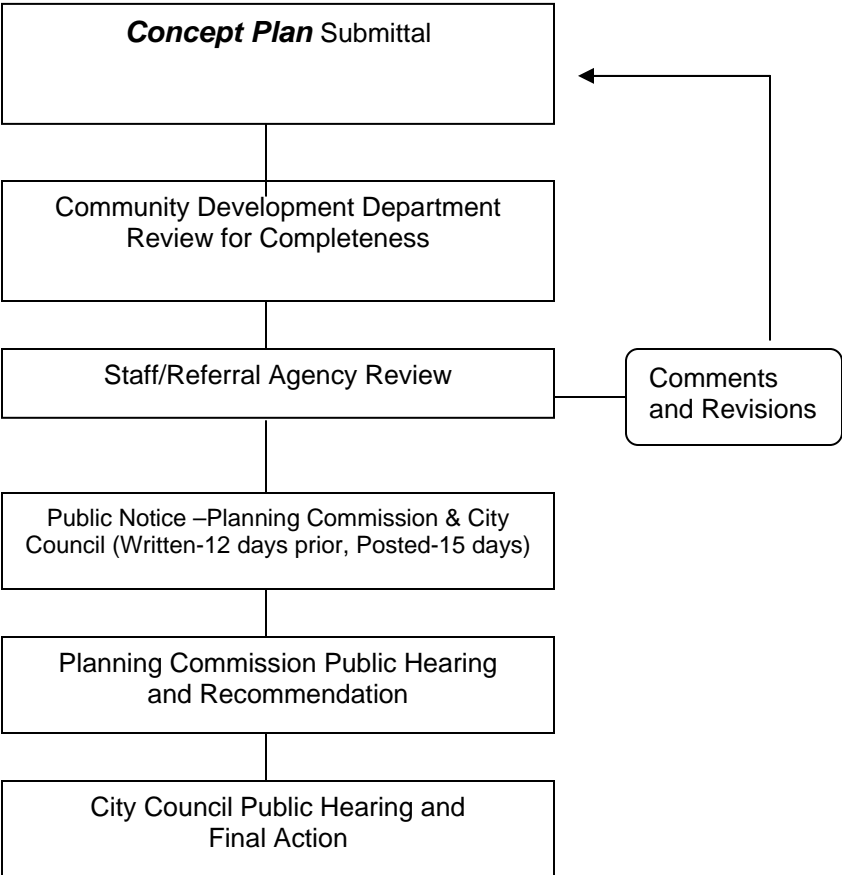 Concept Plan Submittal
Community Development Department
Review for Completeness
Staff/Referral Agency Review
Comments
and Revisions
Public Notice –Planning Commission & City
Council (Written-12 days prior, Posted-15 days)
Planning Commission Public Hearing
and Recommendation
City Council Public Hearing and
Final Action